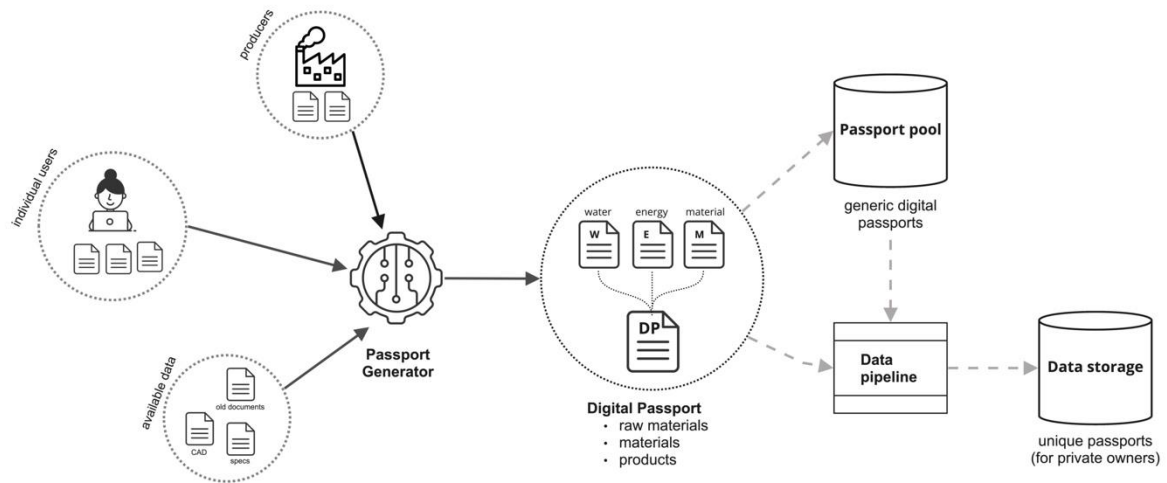 producers
individual users
available data
old documents
CAD
specs
Passport
Generator
water
energy
material
W
E
M
DP
Digital Passport
• raw materials
• materials
• products
Passport pool
generic digital
passports
Data
pipeline
Data storage
unique passports
(for private owners)